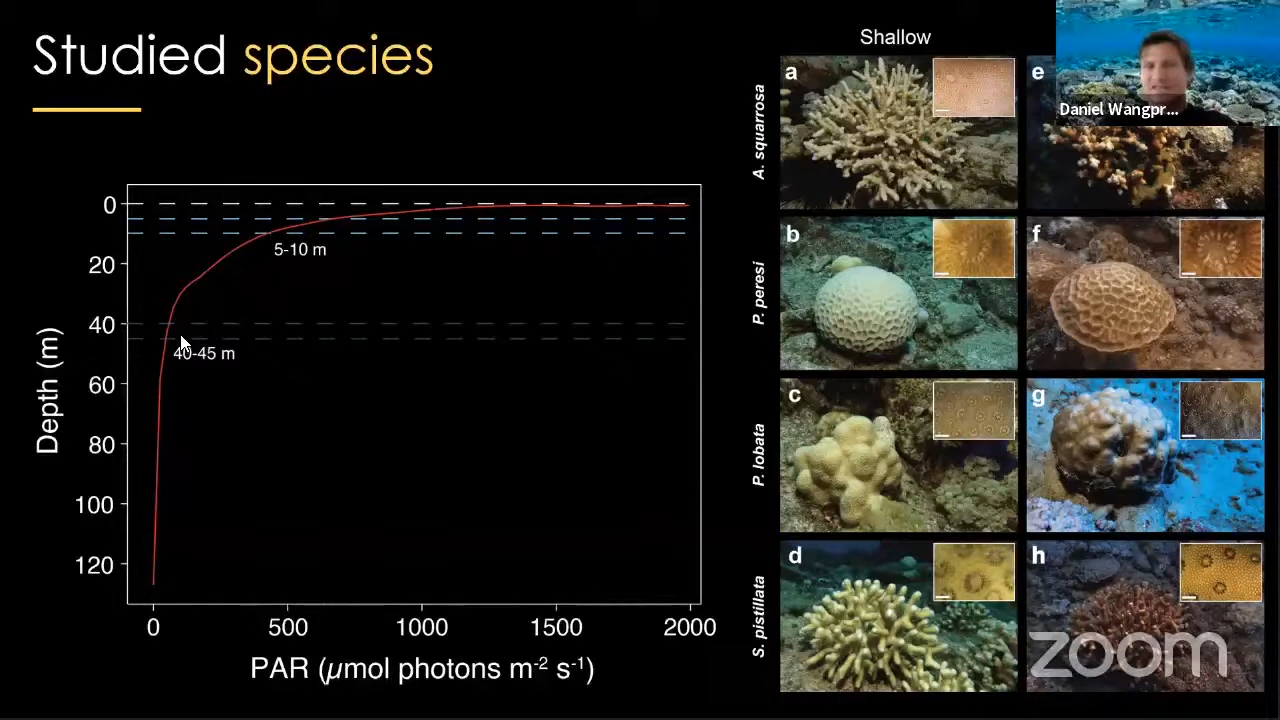 Studied species
Shallow
Daniel Wangpr...
a
e
A. squarrosa
b
f
P. peresi
c
g
P. lobata
d
h
S. pistillata
0
20
40
60
80
100
120
Depth (m)
5-10 m
40-45 m
0
500
1000
1500
2000
PAR (µmol photons m-2 s-1)
zoom